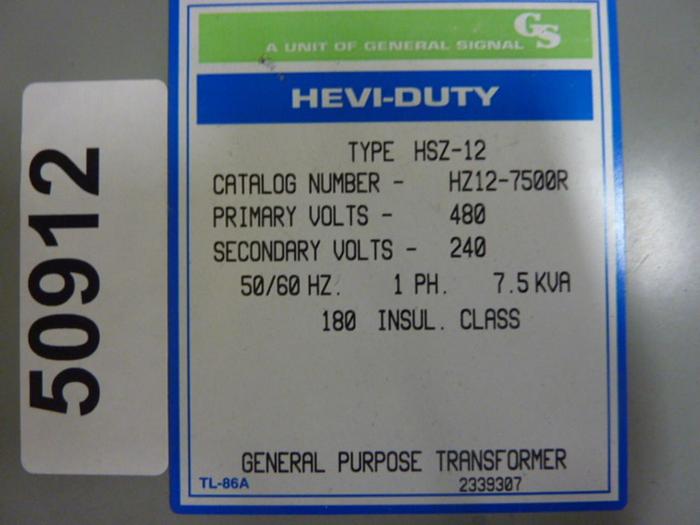 50912
A UNIT OF GENERAL SIGNAL GS
HEVI-DUTY
TYPE HSZ-12
CATALOG NUMBER - HZ12-7500R
PRIMARY VOLTS - 480
SECONDARY VOLTS - 240
50/60 HZ. 1 PH. 7.5 KVA
180 INSUL. CLASS
GENERAL PURPOSE TRANSFORMER
TL-86A 2339307